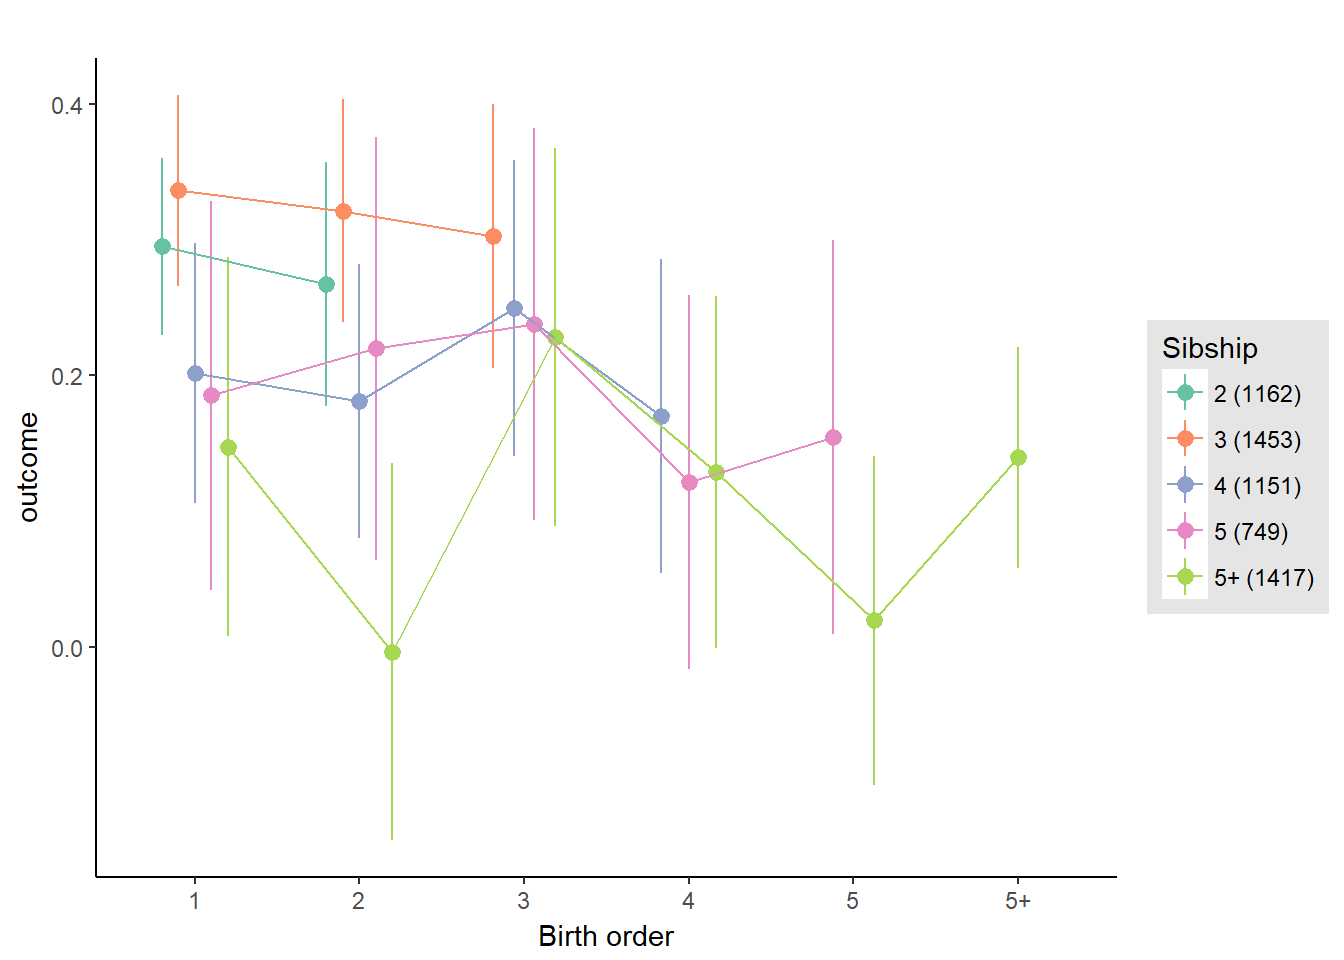 0.4
0.2
0.0
outcome
1 2 3 4 5 5+
Birth order
Sibship
2 (1162)
3 (1453)
4 (1151)
5 (749)
5+ (1417)